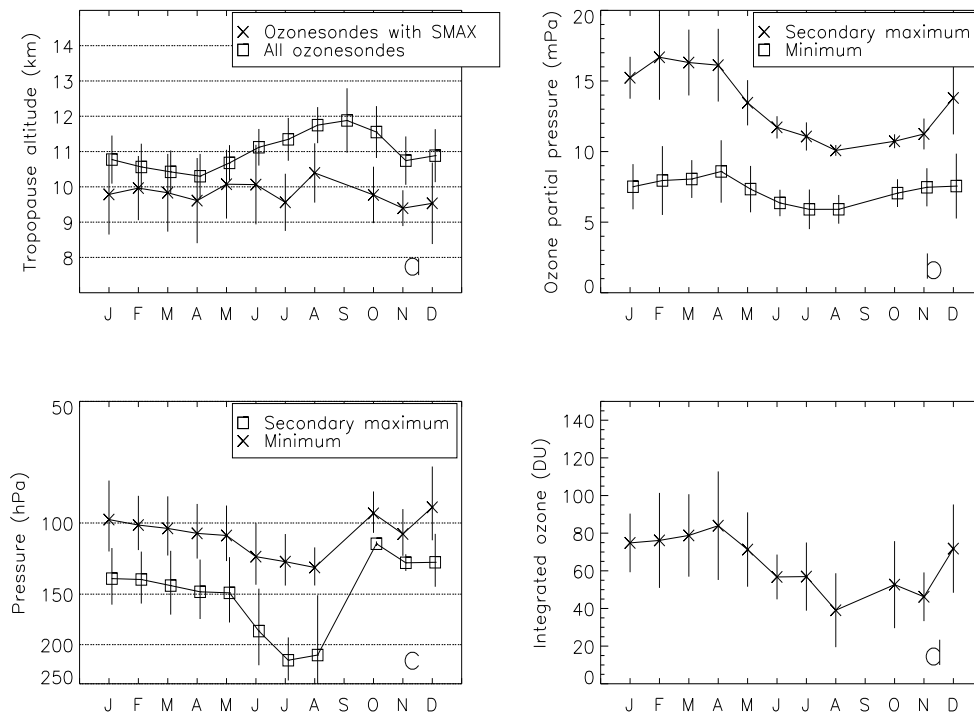 Ozonesondes with SMAX
All ozonesondes
Tropopause altitude (km)
14
13
12
11
10
9
8
a
J F M A M J J A S O N D
Secondary maximum
Minimum
Ozone partial pressure (mPa)
20
15
10
5
0
b
J F M A M J J A S O N D
Secondary maximum
Minimum
Pressure (hPa)
50
100
150
200
250
c
J F M A M J J A S O N D
Integrated ozone (DU)
140
120
100
80
60
40
20
0
d
J F M A M J J A S O N D